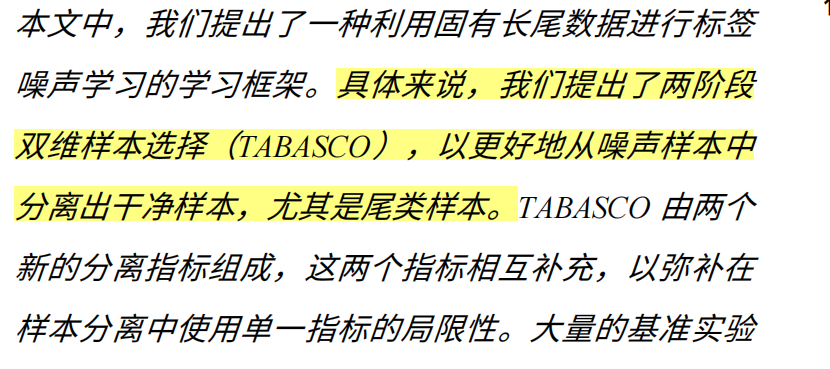 本文中，我们提出了一种利用固有长尾数据进行标签
噪声学习的学习框架。具体来说，我们提出了两阶段
双维样本选择（TABASCO），以更好地从噪声样本中
分离出干净样本，尤其是尾类样本。TABASCO 由两个
新的分离指标组成，这两个指标相互补充，以弥补在
样本分离中使用单一指标的局限性。大量的基准实验